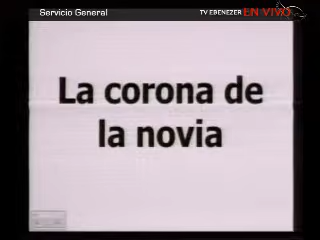 Servicio General
TV EBENEZER EN VIVO
La corona de
la novia